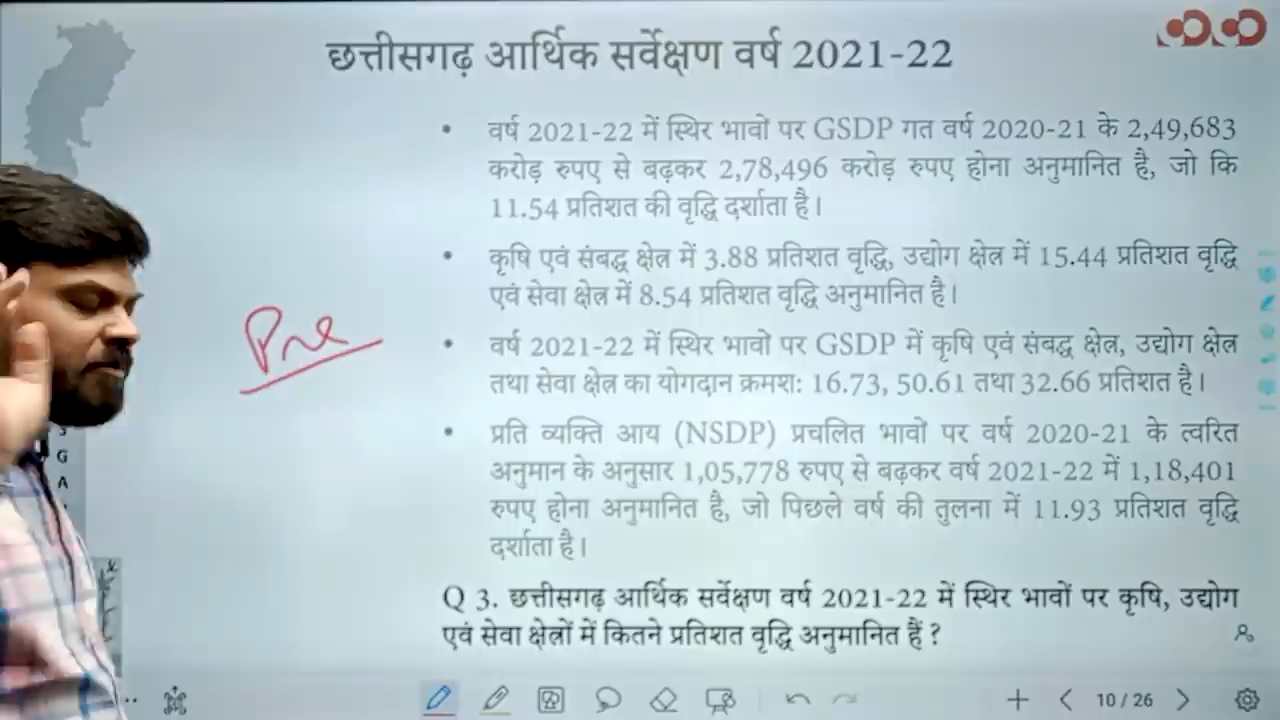 छत्तीसगढ़ आर्थिक सर्वेक्षण वर्ष 2021-22
• वर्ष 2021-22 में स्थिर भावों पर GSDP गत वर्ष 2020-21 के 2,49,683
करोड़ रुपए से बढ़कर 2,78,496 करोड़ रुपए होना अनुमानित है, जो कि
11.54 प्रतिशत की वृद्धि दर्शाता है।
• कृषि एवं संबद्ध क्षेत्र में 3.88 प्रतिशत वृद्धि, उद्योग क्षेत्र में 15.44 प्रतिशत वृद्धि
एवं सेवा क्षेत्र में 8.54 प्रतिशत वृद्धि अनुमानित है।
Pre
• वर्ष 2021-22 में स्थिर भावों पर GSDP में कृषि एवं संबद्ध क्षेत्र, उद्योग क्षेत्र
तथा सेवा क्षेत्र का योगदान क्रमश: 16.73, 50.61 तथा 32.66 प्रतिशत है।
• प्रति व्यक्ति आय (NSDP) प्रचलित भावों पर वर्ष 2020-21 के त्वरित
अनुमान के अनुसार 1,05,778 रुपए से बढ़कर वर्ष 2021-22 में 1,18,401
रुपए होना अनुमानित है, जो पिछले वर्ष की तुलना में 11.93 प्रतिशत वृद्धि
दर्शाता है।
G
A
Q 3. छत्तीसगढ़ आर्थिक सर्वेक्षण वर्ष 2021-22 में स्थिर भावों पर कृषि, उद्योग
एवं सेवा क्षेत्रों में कितने प्रतिशत वृद्धि अनुमानित हैं ?
10 / 26